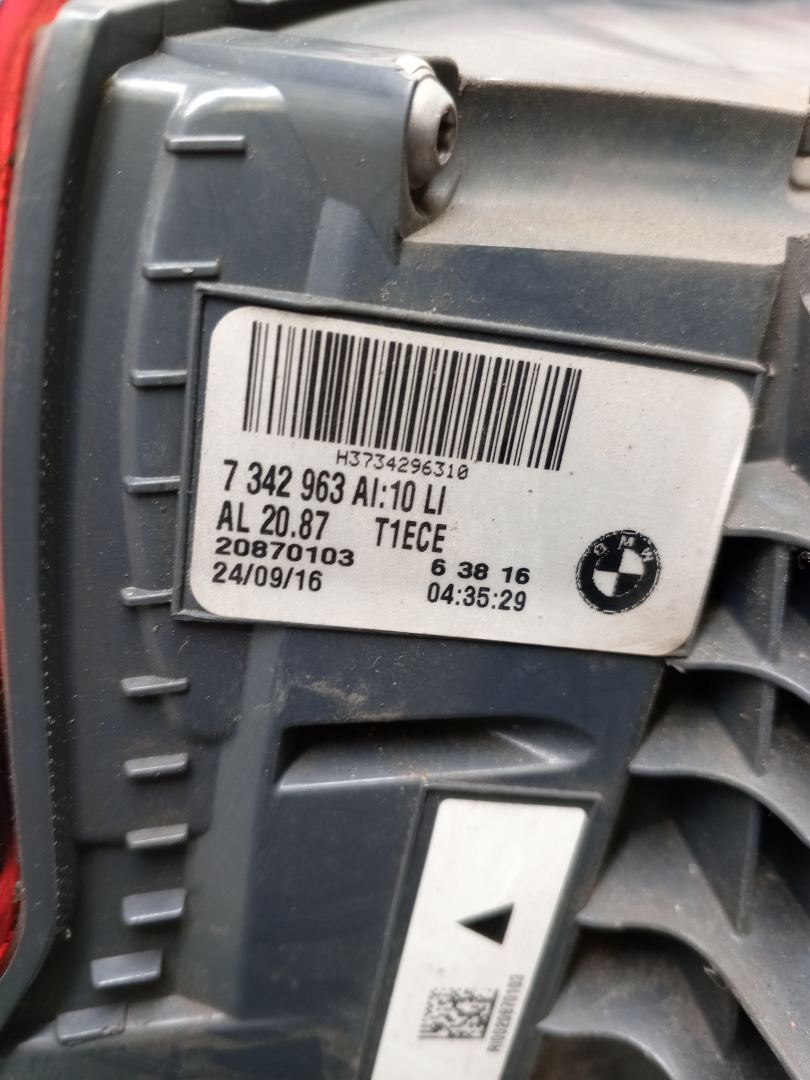 H3734296310
7 342 963 AI:10 LI
AL 20.87 T1ECE
20870103 6 38 16
24/09/16 04:35:29
BMW